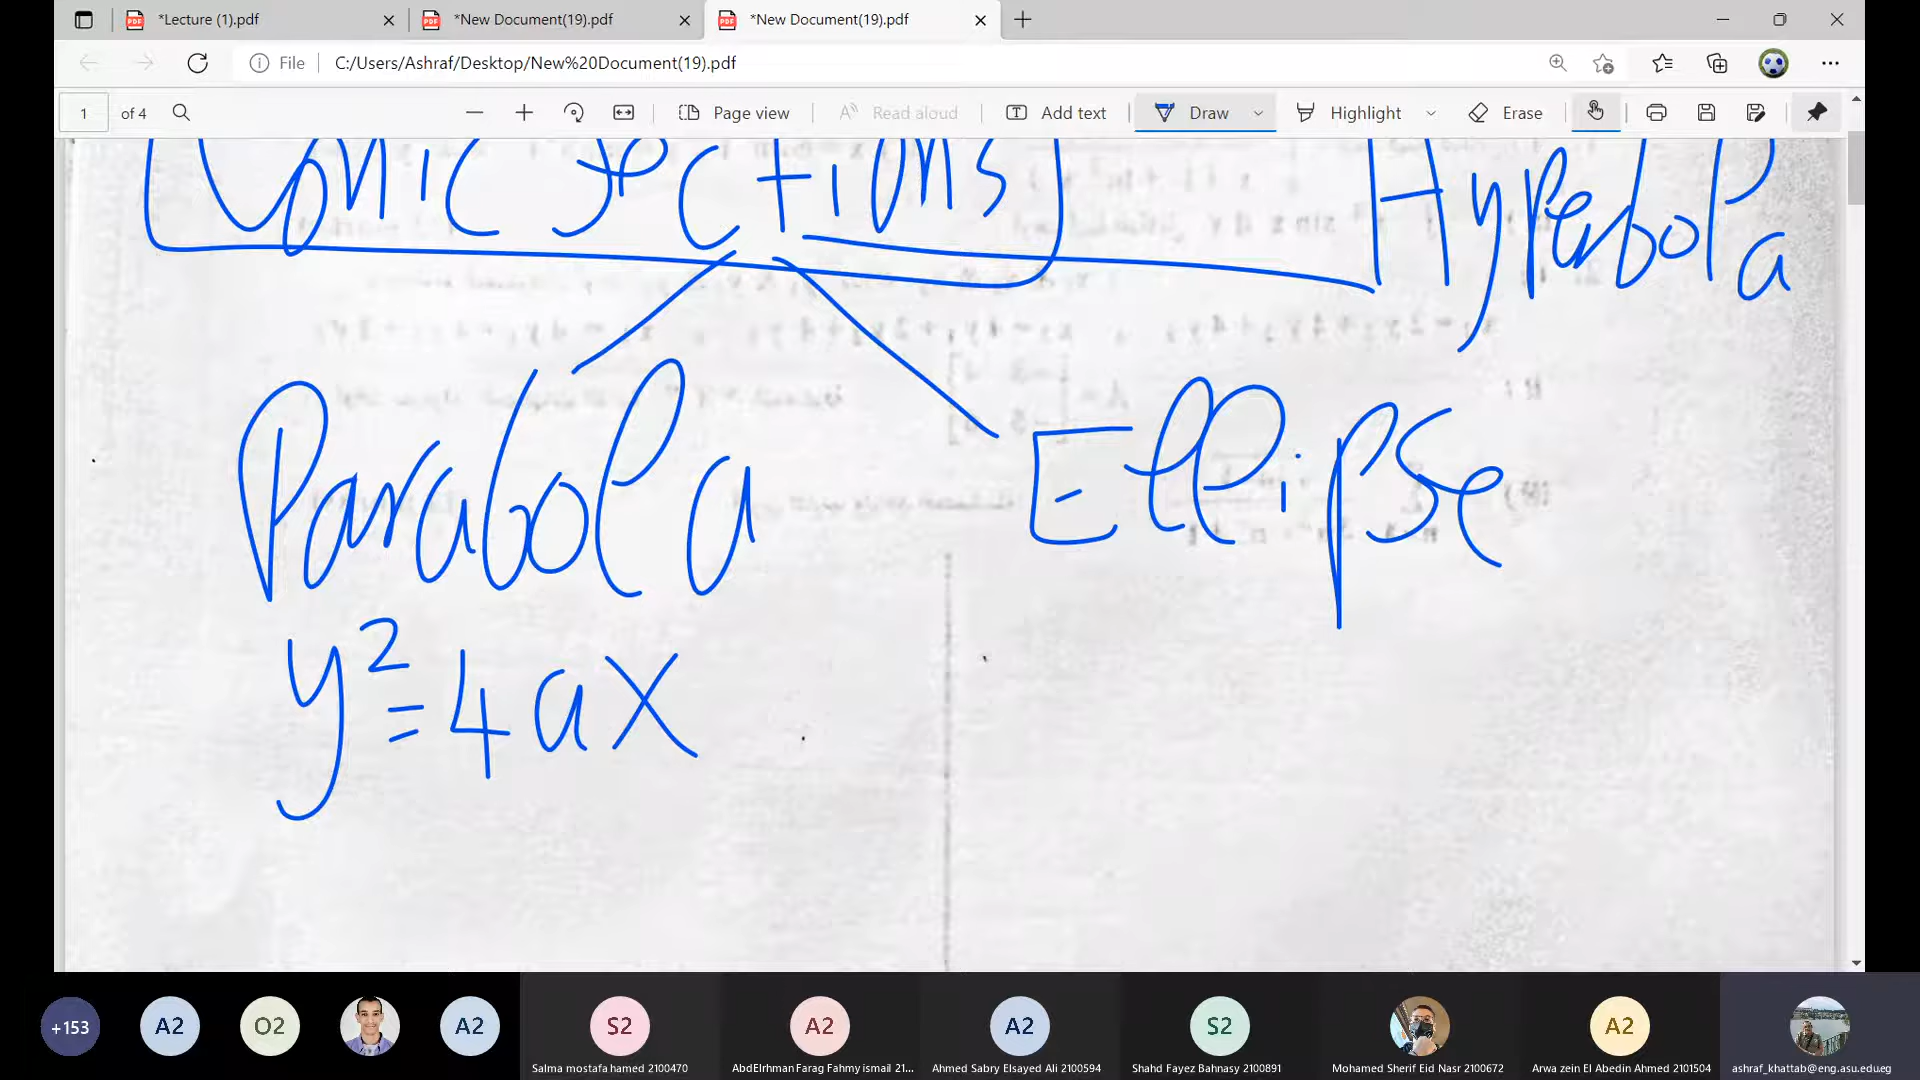 *Lecture (1).pdf
*New Document(19).pdf
*New Document(19).pdf
File
C:/Users/Ashraf/Desktop/New%20Document(19).pdf
1 of 4
Page view
Read aloud
Add text
Draw
Highlight
Erase
Conic Sections
Hyperbola
Parabola
Ellipse
y² = 4ax
+153
A2
O2
A2
S2
A2
A2
S2
A2
Salma mostafa hamed 2100470
AbdElrhman Farag Fahmy ismail 21...
Ahmed Sabry Elsayed Ali 2100594
Shahd Fayez Bahnasy 2100891
Mohamed Sherif Eid Nasr 2100672
Arwa zein El Abedin Ahmed 2101504
ashraf_khattab@eng.asu.edu.eg